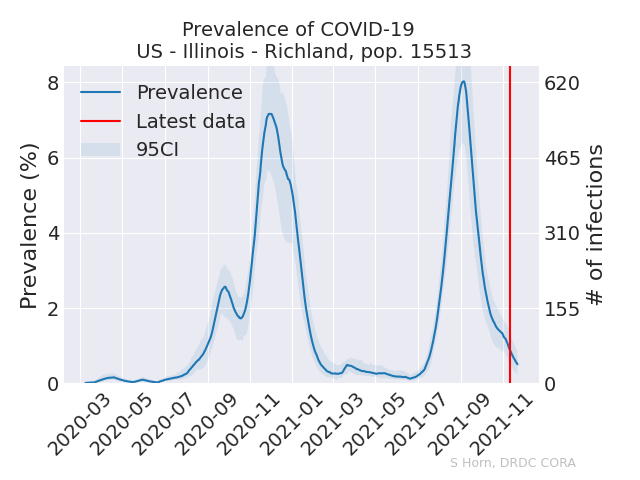 Prevalence of COVID-19
US - Illinois - Richland, pop. 15513
Prevalence
Latest data
95CI
Prevalence (%)
8
6
4
2
0
620
465
310
155
0
# of infections
2020-03
2020-05
2020-07
2020-09
2020-11
2021-01
2021-03
2021-05
2021-07
2021-09
2021-11
S Horn, DRDC CORA